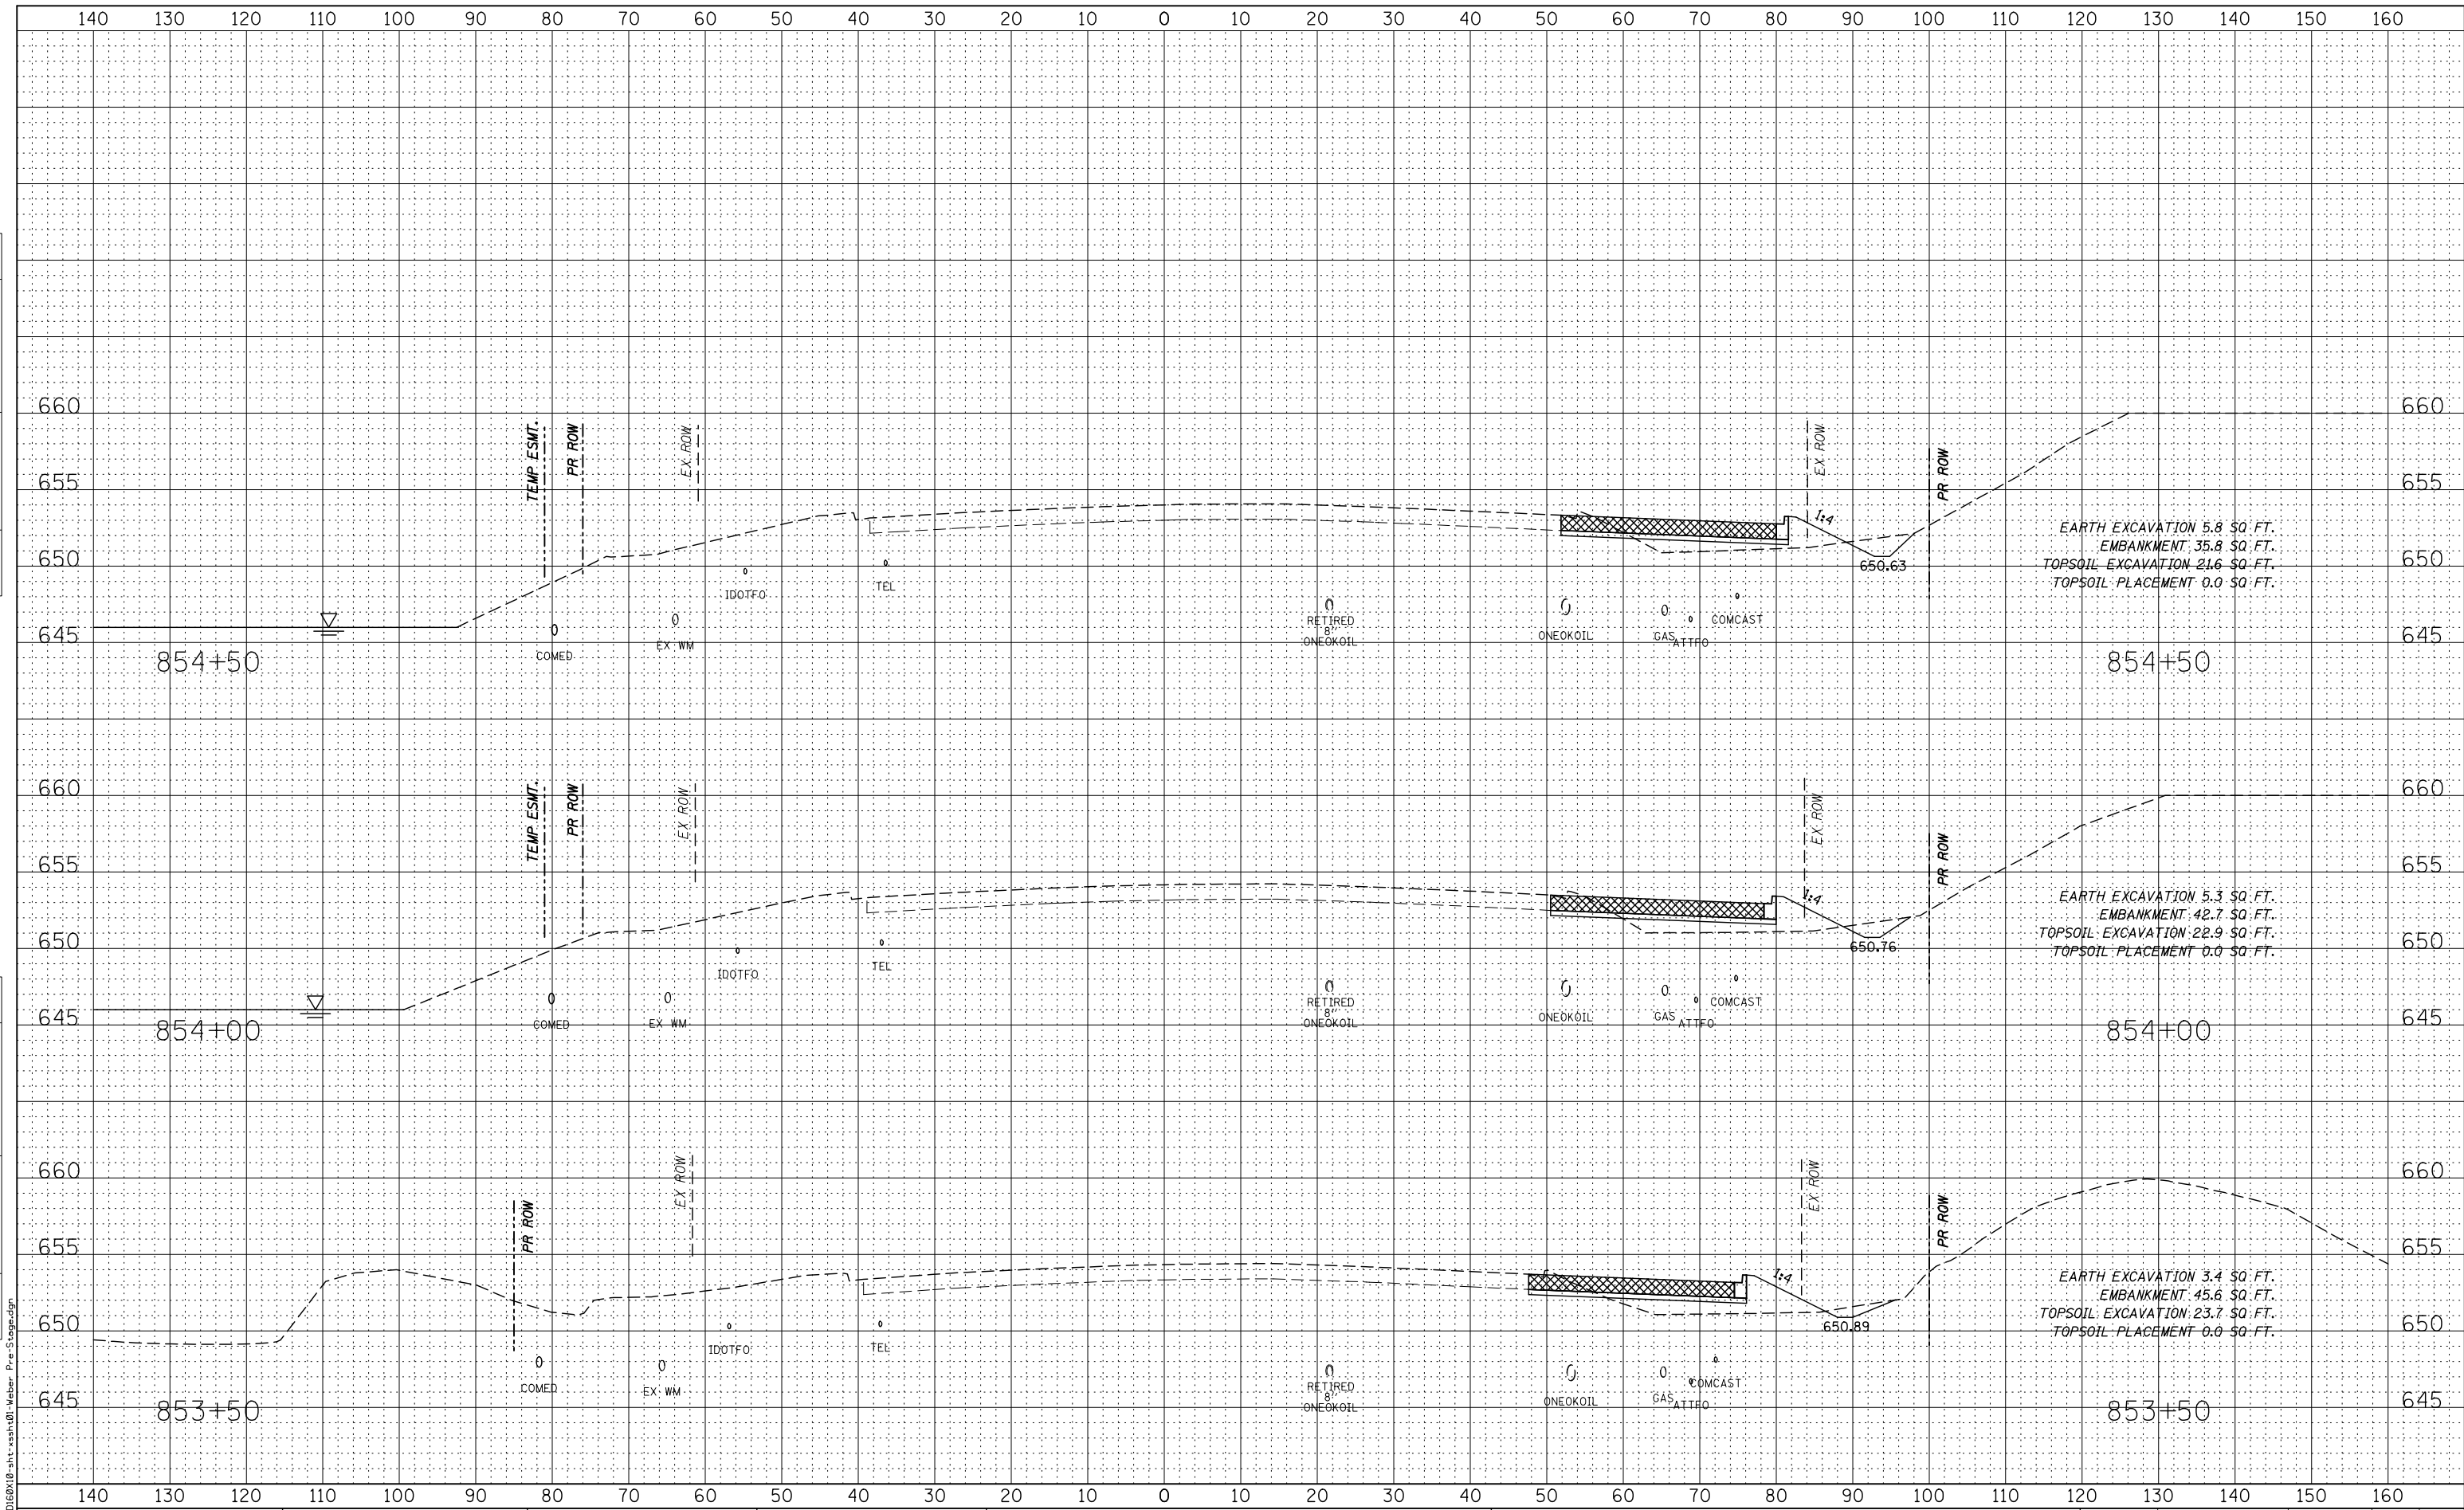 140 130 120 110 100 90 80 70 60 50 40 30 20 10 0 10 20 30 40 50 60 70 80 90 100 110 120 130 140 150 160
660 660
TEMP ESMT.
PR ROW
EX ROW
EX ROW
PR ROW
655 655
1:4
EARTH EXCAVATION 5.8 SQ FT.
EMBANKMENT 35.8 SQ FT.
650 650.63 TOPSOIL EXCAVATION 21.6 SQ FT. 650
TOPSOIL PLACEMENT 0.0 SQ FT.
IDOTFO TEL
RETIRED
8"
ONEOKOIL
COMCAST
645 COMED EX WM ONEOKOIL GAS ATTFO 645
854+50 854+50
660 660
TEMP ESMT.
PR ROW
EX ROW
EX ROW
PR ROW
655 655
1:4
EARTH EXCAVATION 5.3 SQ FT.
EMBANKMENT 42.7 SQ FT.
650 650.76 TOPSOIL EXCAVATION 22.9 SQ FT. 650
TOPSOIL PLACEMENT 0.0 SQ FT.
IDOTFO TEL
RETIRED
8"
ONEOKOIL
COMCAST
645 COMED EX WM ONEOKOIL GAS ATTFO 645
854+00 854+00
660 660
PR ROW
EX ROW
EX ROW
PR ROW
655 655
1:4
EARTH EXCAVATION 3.4 SQ FT.
EMBANKMENT 45.6 SQ FT.
TOPSOIL EXCAVATION 23.7 SQ FT.
650 650.89 TOPSOIL PLACEMENT 0.0 SQ FT. 650
IDOTFO TEL
RETIRED
8"
ONEOKOIL
COMCAST
645 COMED EX WM ONEOKOIL GAS ATTFO 645
853+50 853+50
D160X10-sht-xssht01-Weber Pre-Stage.dgn
140 130 120 110 100 90 80 70 60 50 40 30 20 10 0 10 20 30 40 50 60 70 80 90 100 110 120 130 140 150 160